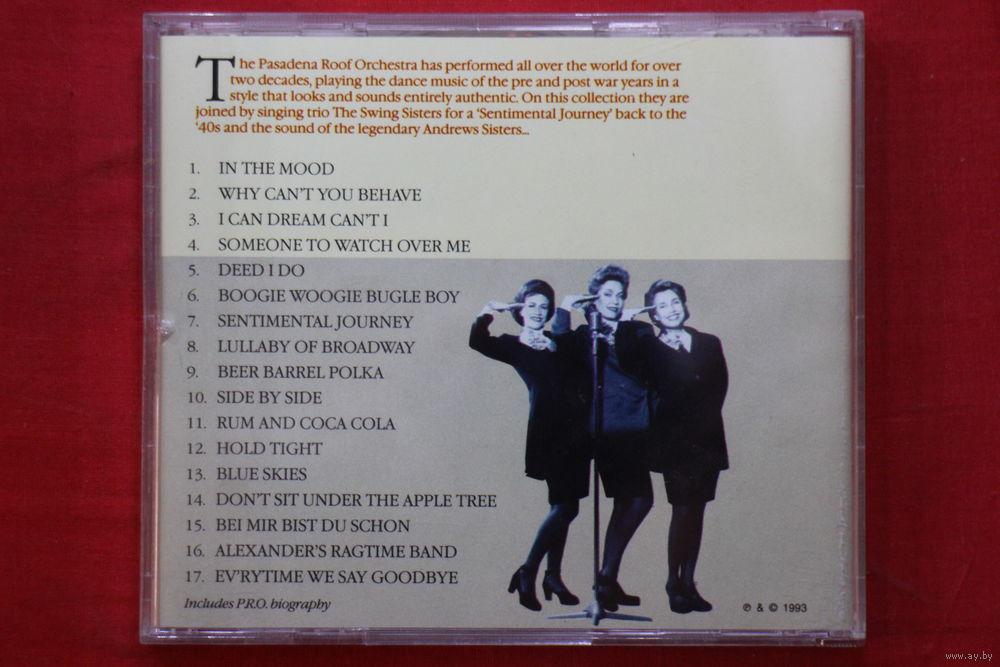 The Pasadena Roof Orchestra has performed all over the world for over
two decades, playing the dance music of the pre and post war years in a
style that looks and sounds entirely authentic. On this collection they are
joined by singing trio The Swing Sisters for a ‘Sentimental Journey’ back to the
‘40s and the sound of the legendary Andrews Sisters...
1. IN THE MOOD
2. WHY CAN'T YOU BEHAVE
3. I CAN DREAM CAN'T I
4. SOMEONE TO WATCH OVER ME
5. DEED I DO
6. BOOGIE WOOGIE BUGLE BOY
7. SENTIMENTAL JOURNEY
8. LULLABY OF BROADWAY
9. BEER BARREL POLKA
10. SIDE BY SIDE
11. RUM AND COCA COLA
12. HOLD TIGHT
13. BLUE SKIES
14. DON'T SIT UNDER THE APPLE TREE
15. BEI MIR BIST DU SCHON
16. ALEXANDER'S RAGTIME BAND
17. EV'RYTIME WE SAY GOODBYE
Includes P.R.O. biography
℗ & © 1993
www.ay.by